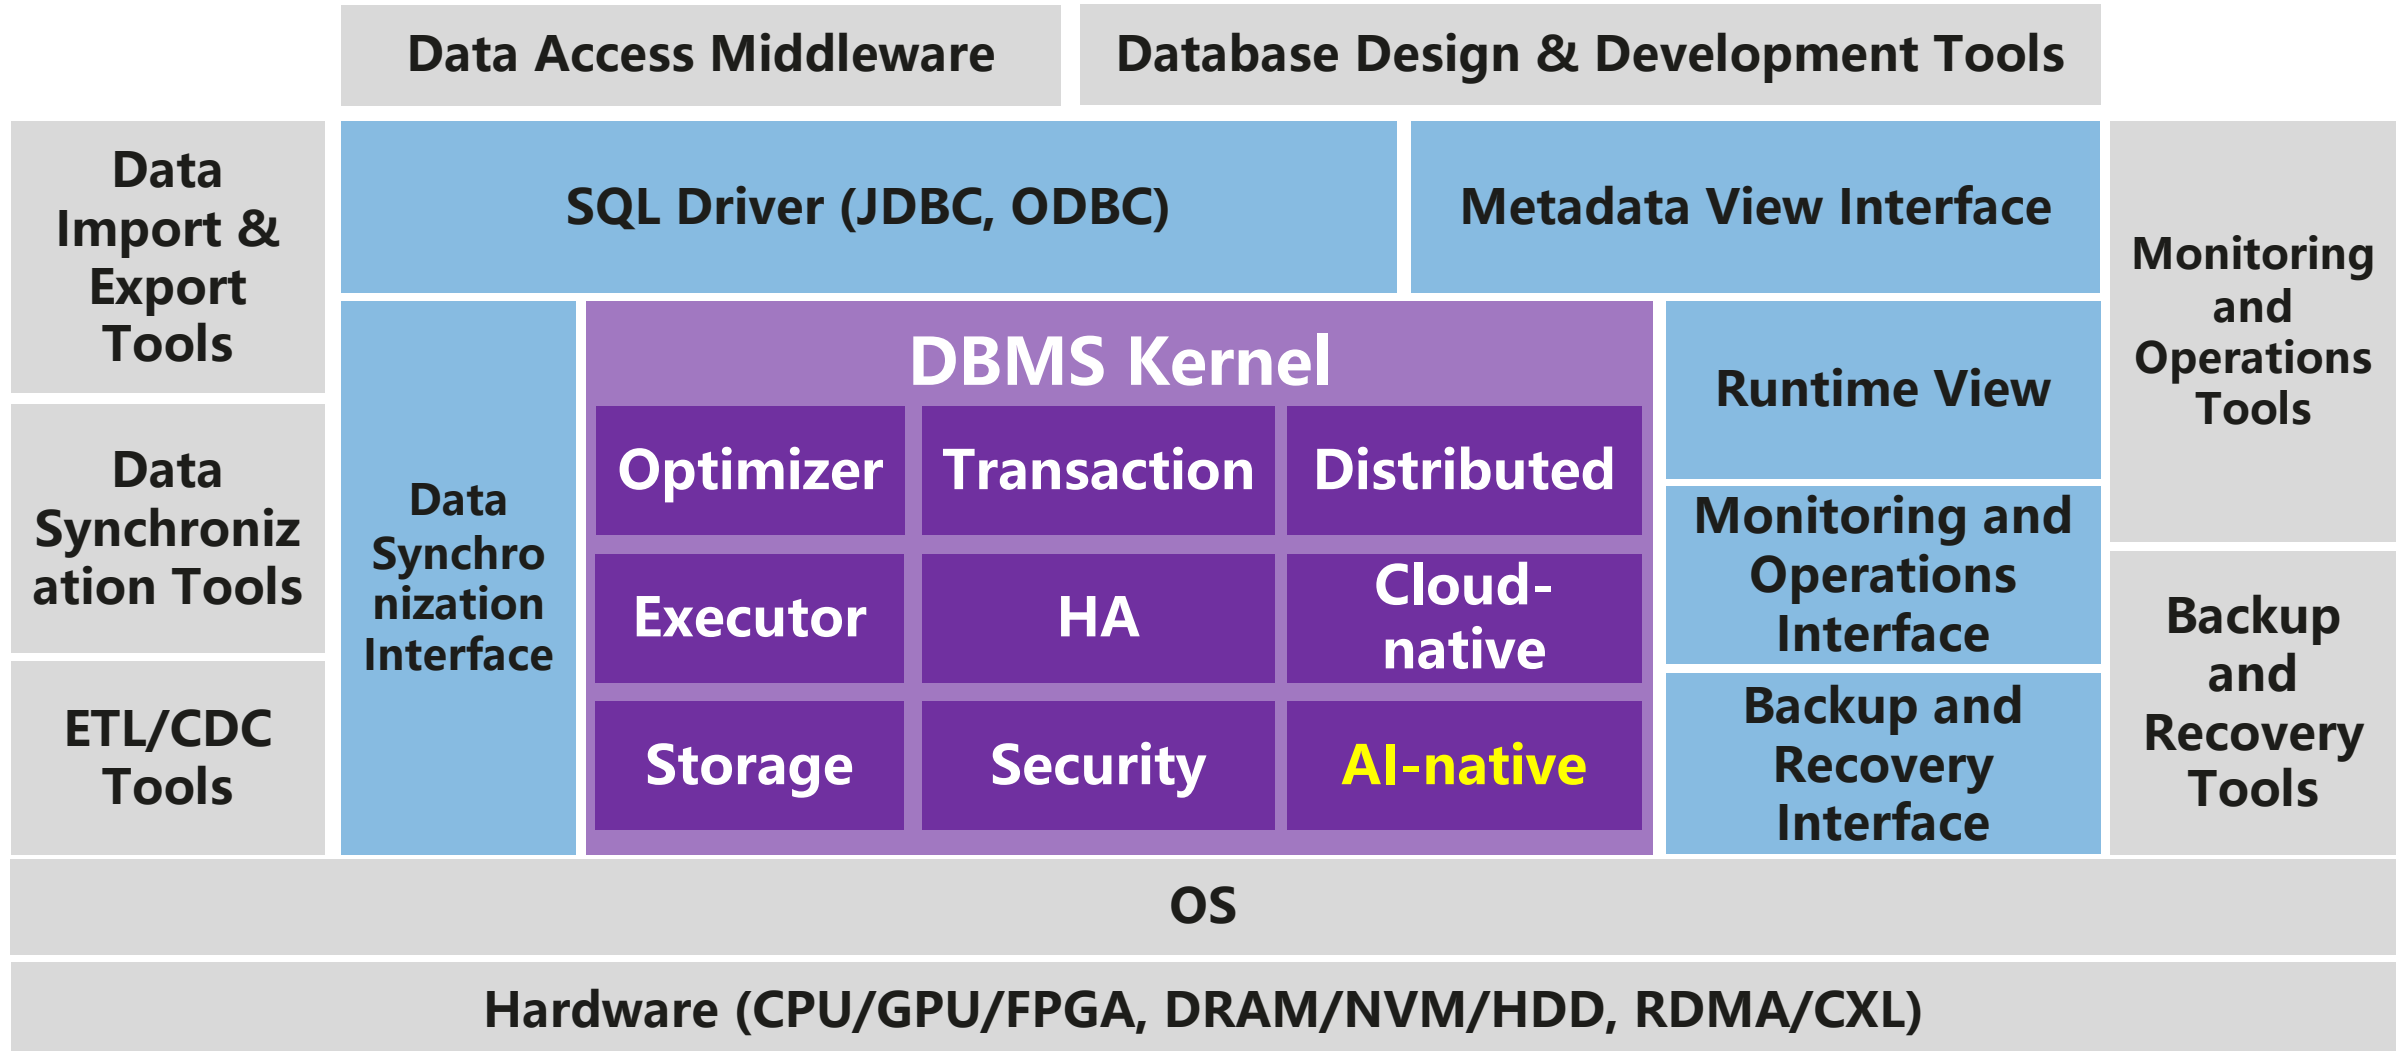 Data Access Middleware
Database Design & Development Tools
Data
Import &
Export
Tools
SQL Driver (JDBC, ODBC)
Metadata View Interface
Monitoring
and
Operations
Tools
Data
Synchroniz
ation Tools
Data
Synchro
nization
Interface
DBMS Kernel
Optimizer
Transaction
Distributed
Executor
HA
Cloud-
native
Storage
Security
AI-native
Runtime View
Monitoring and
Operations
Interface
Backup and
Recovery
Interface
Backup
and
Recovery
Tools
ETL/CDC
Tools
OS
Hardware (CPU/GPU/FPGA, DRAM/NVM/HDD, RDMA/CXL)